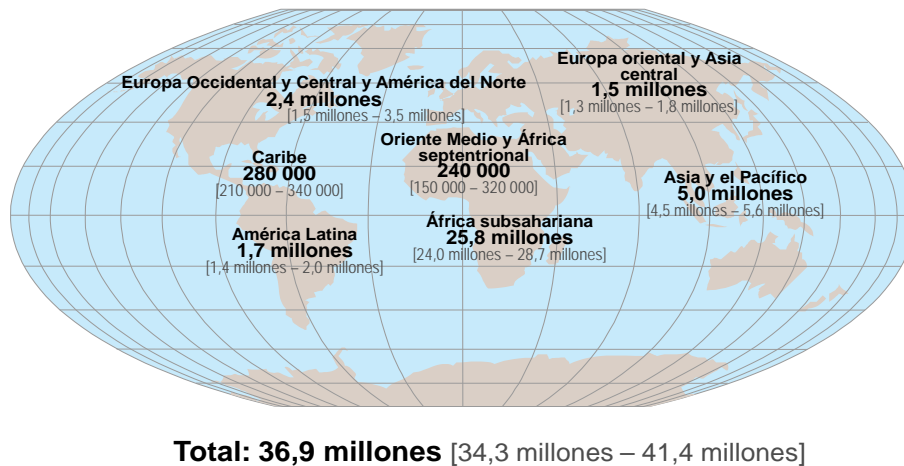 Europa oriental y Asia
central
1,5 millones
[1,3 millones – 1,8 millones]
Europa Occidental y Central y América del Norte
2,4 millones
[1,5 millones – 3,5 millones]
Oriente Medio y África
septentrional
240 000
[150 000 – 320 000]
Caribe
280 000
[210 000 – 340 000]
Asia y el Pacífico
5,0 millones
[4,5 millones – 5,6 millones]
África subsahariana
25,8 millones
[24,0 millones – 28,7 millones]
América Latina
1,7 millones
[1,4 millones – 2,0 millones]
Total: 36,9 millones [34,3 millones – 41,4 millones]